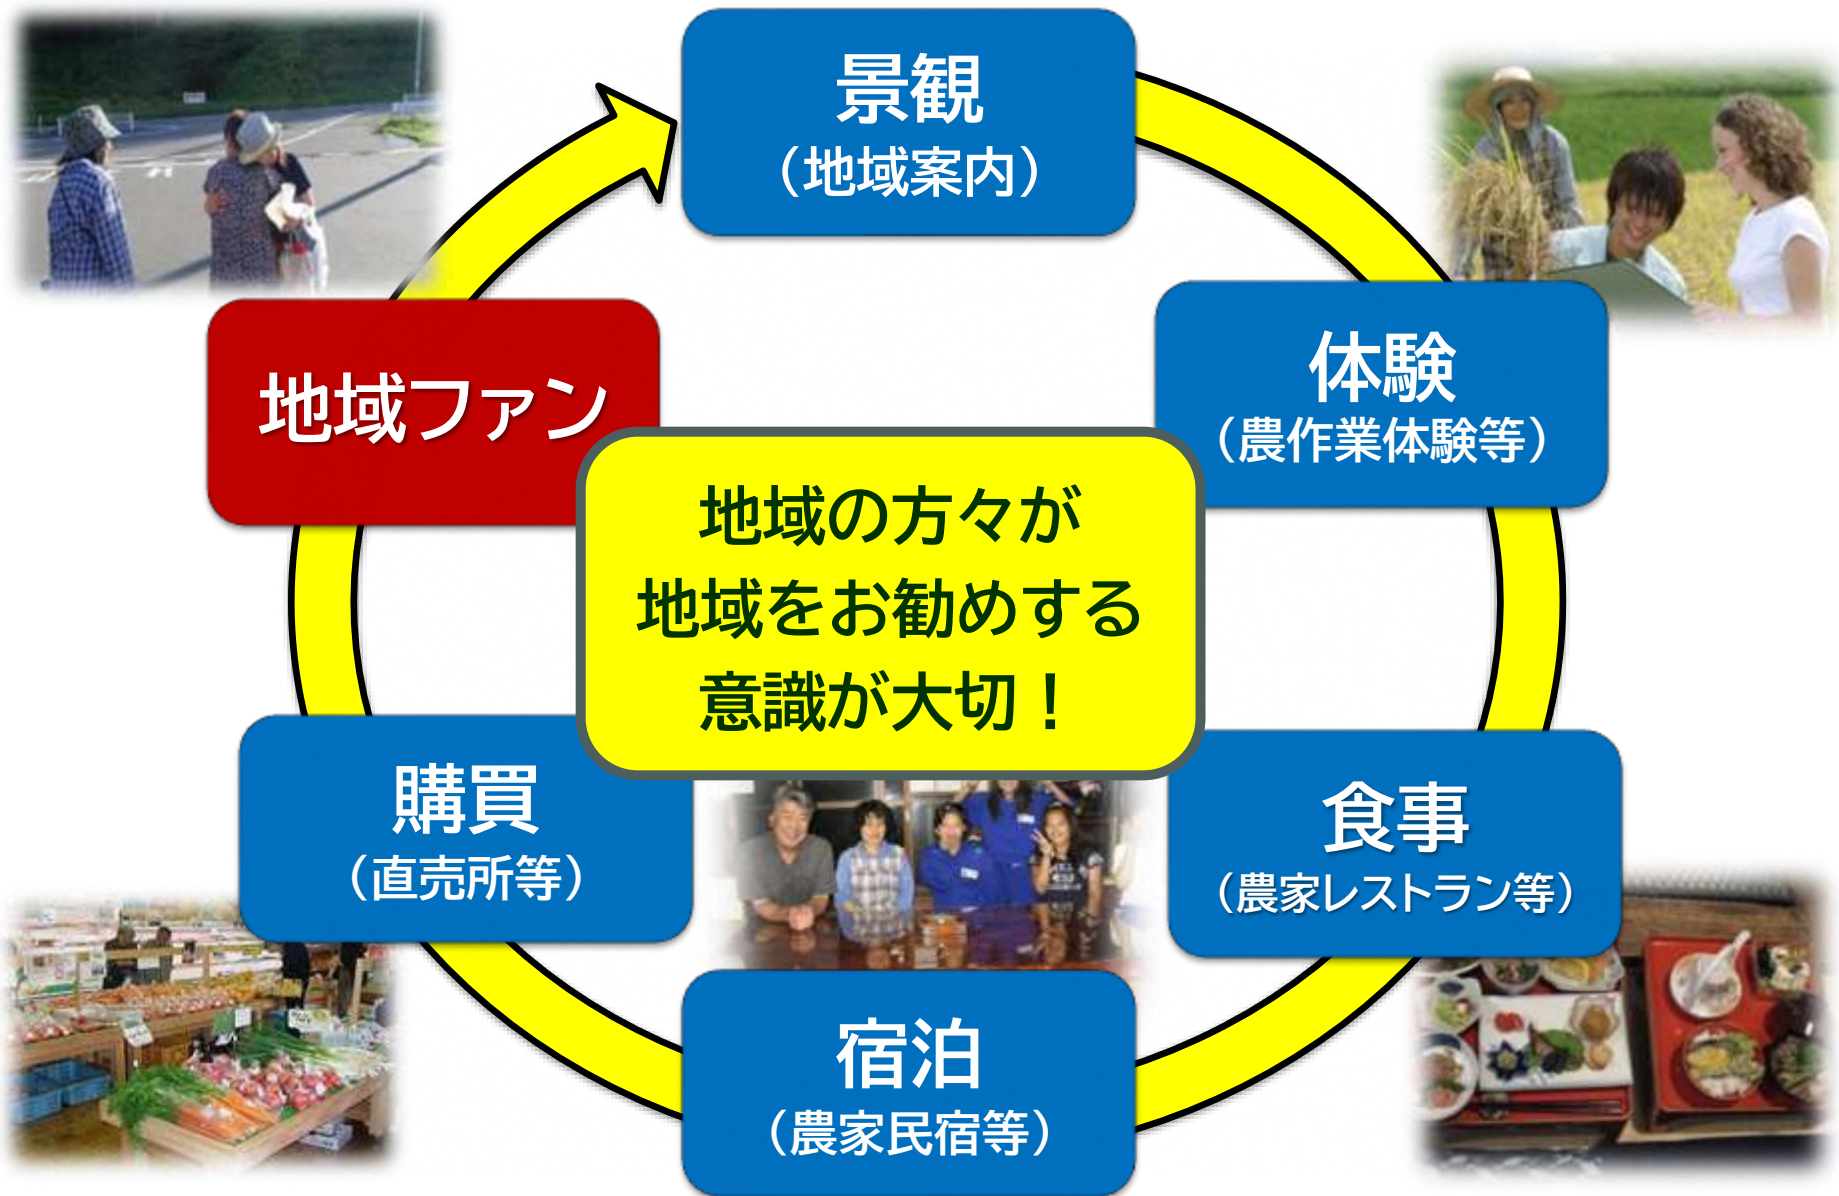 景観
（地域案内）
体験
（農作業体験等）
食事
（農家レストラン等）
宿泊
（農家民宿等）
購買
（直売所等）
地域ファン
地域の方々が
地域をお勧めする
意識が大切！